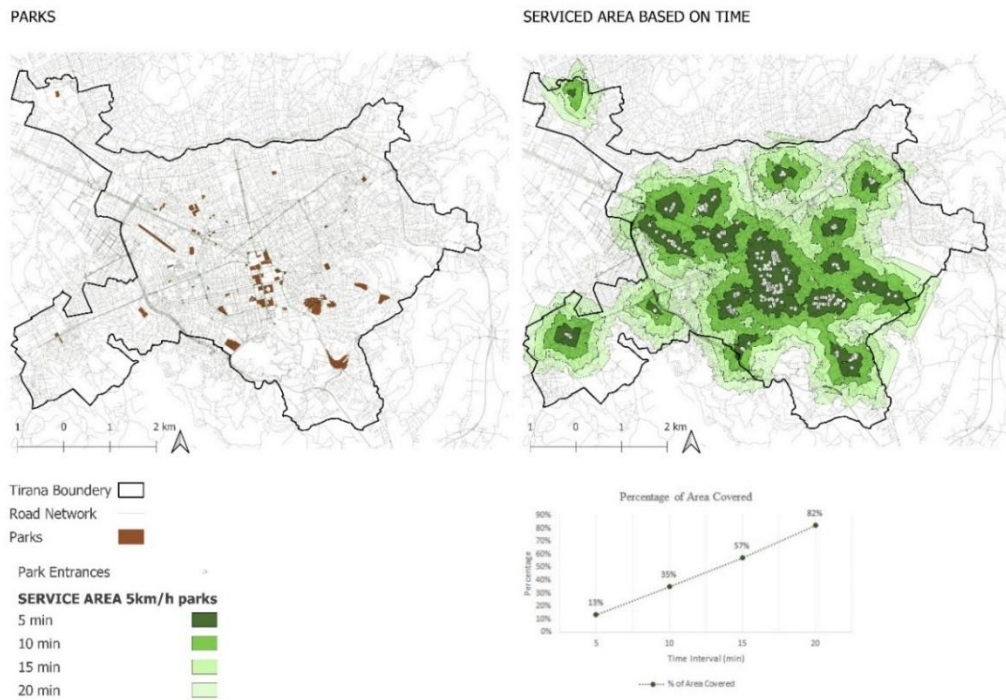 PARKS
SERVICED AREA BASED ON TIME
1 0 1 2 km
1 0 1 2 km
Tirana Boundery
Road Network
Parks
Park Entrances
SERVICE AREA 5km/h parks
5 min
10 min
15 min
20 min
Percentage of Area Covered
Percentage
90%
80%
70%
60%
50%
40%
30%
20%
10%
0%
13%
35%
57%
82%
5 10 15 20
Time Interval (min)
% of Area Covered